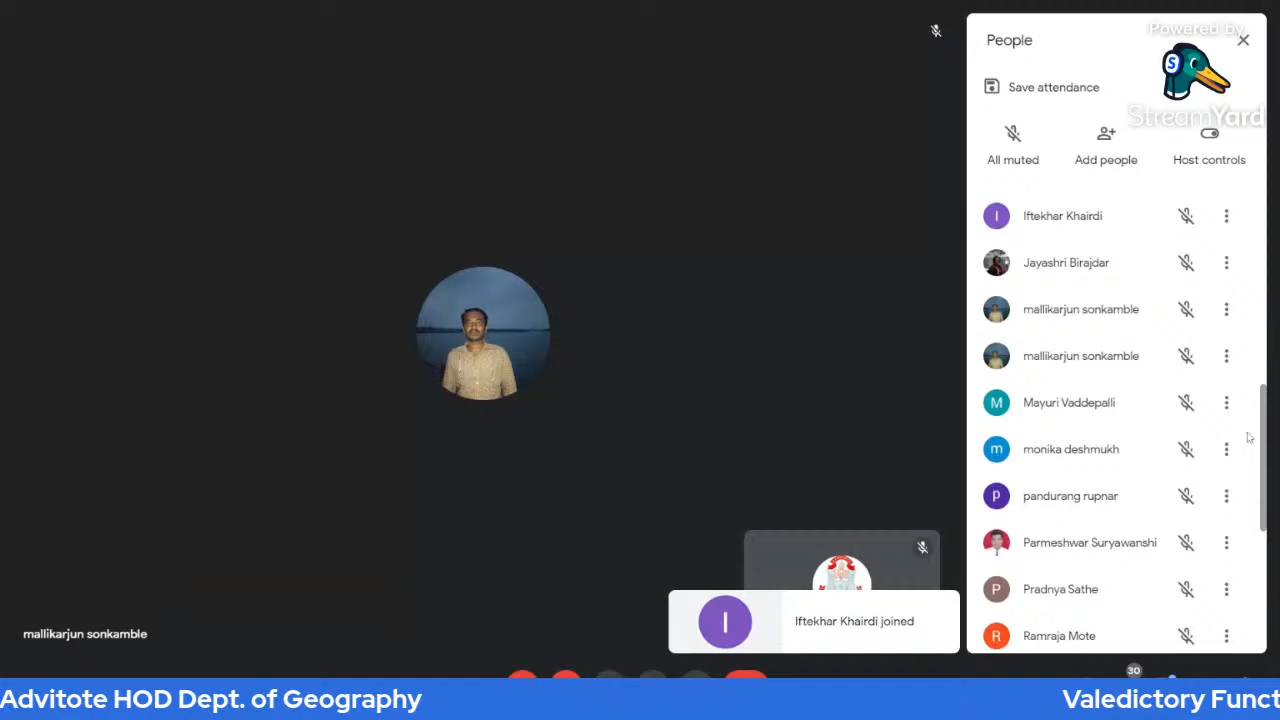 People
Powered by
Save attendance
StreamYard
All muted
Add people
Host controls
I
Iftekhar Khairdi
Jayashri Birajdar
mallikarjun sonkamble
mallikarjun sonkamble
M
Mayuri Vaddepalli
m
monika deshmukh
p
pandurang rupnar
Parmeshwar Suryawanshi
P
Pradnya Sathe
R
Ramraja Mote
I
Iftekhar Khairdi joined
mallikarjun sonkamble
30
Advitote HOD Dept. of Geography
Valedictory Funct